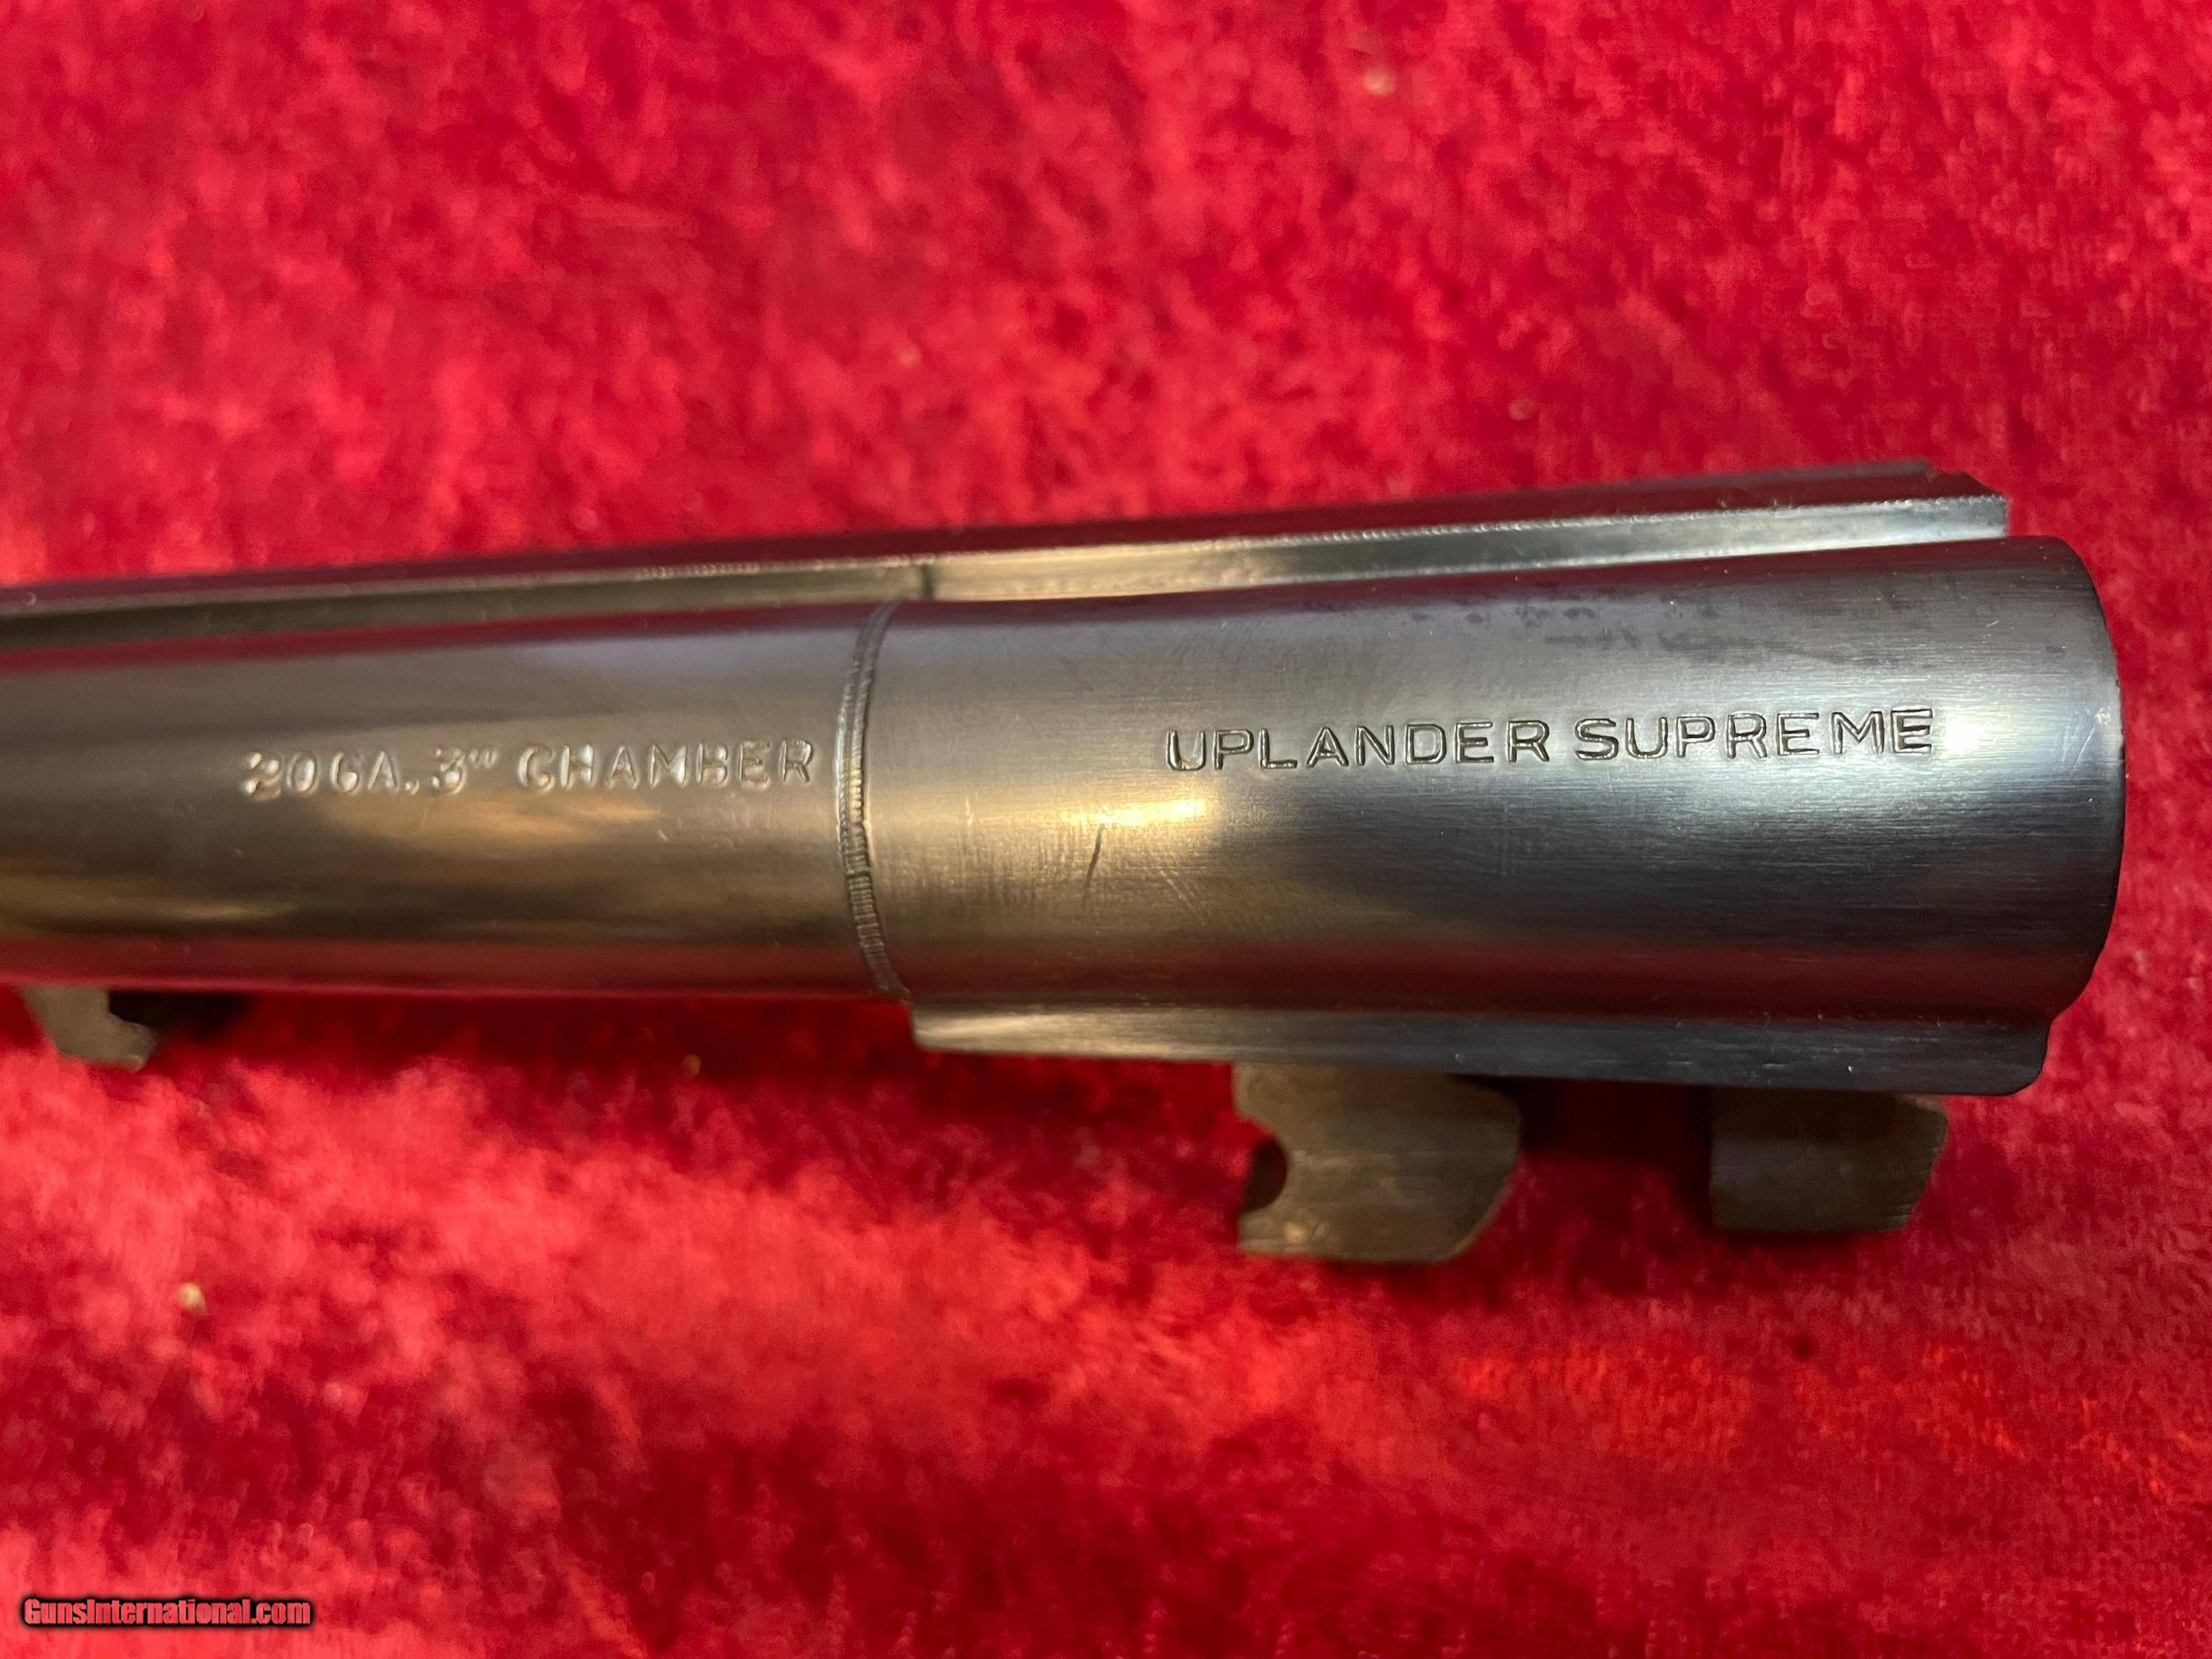 20GA. 3" CHAMBER
UPLANDER SUPREME
GunsInternational.com